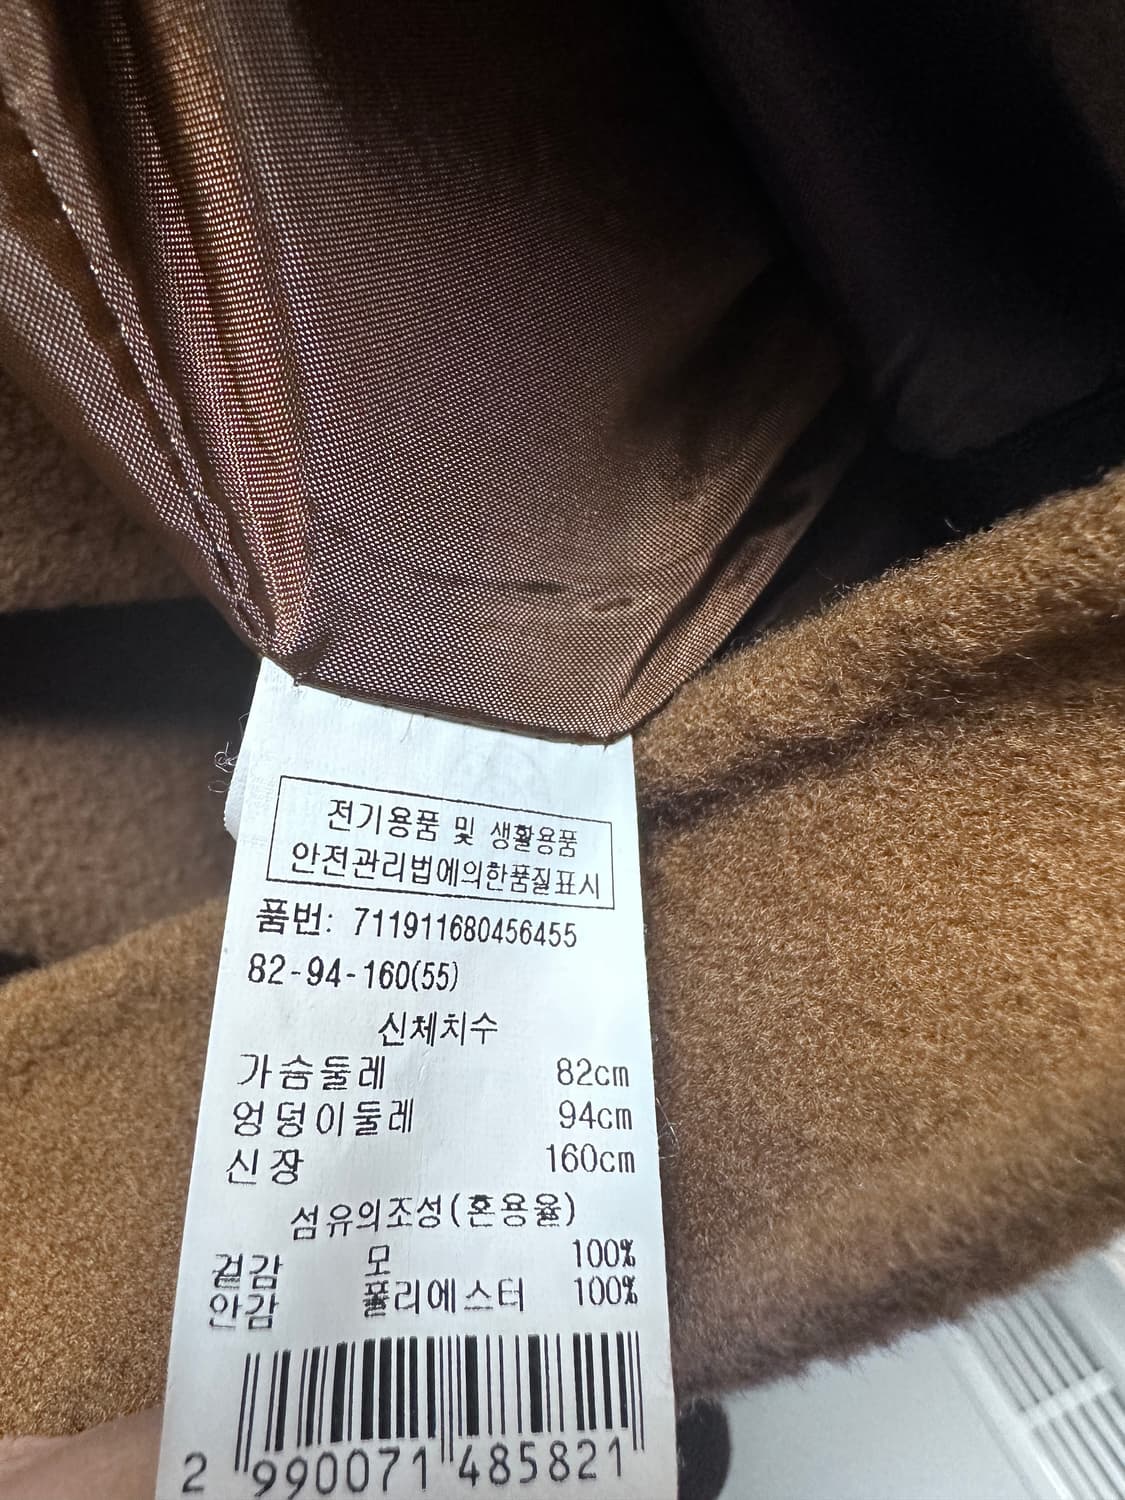 전기용품 및 생활용품
안전관리법에의한품질표시
품번: 711911680456455
82-94-160(55)
신체치수
가슴둘레 82cm
엉덩이둘레 94cm
신장 160cm
섬유의조성(혼용율)
겉감 모 100%
안감 폴리에스터 100%
2 990071 485821